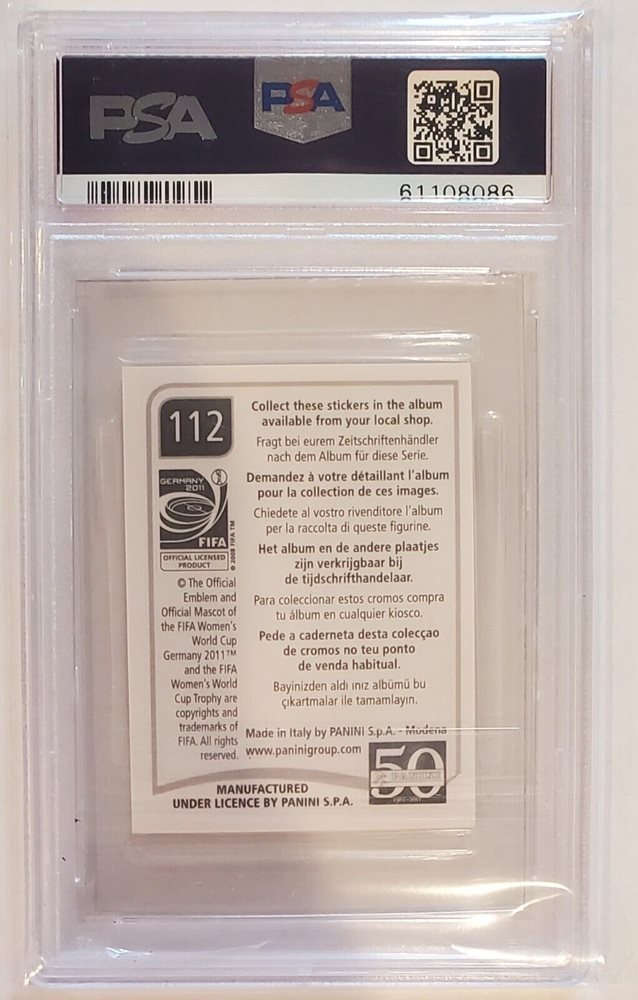 PSA
PSA
61108086
112
GERMANY
2011
FIFA
© 2008 FIFA TM
OFFICIAL LICENSED
PRODUCT
© The Official
Emblem and
Official Mascot of
the FIFA Women's
World Cup
Germany 2011™
and the FIFA
Women's World
Cup Trophy are
copyrights and
trademarks of
FIFA. All rights
reserved.
Collect these stickers in the album
available from your local shop.
Fragt bei eurem Zeitschriftenhändler
nach dem Album für diese Serie.
Demandez à votre détaillant l'album
pour la collection de ces images.
Chiedete al vostro rivenditore l'album
per la raccolta di queste figurine.
Het album en de andere plaatjes
zijn verkrijgbaar bij
de tijdschrifthandelaar.
Para coleccionar estos cromos compra
tu álbum en cualquier kiosco.
Pede a caderneta desta colecçao
de cromos no teu ponto
de venda habitual.
Bayinizden aldı ınız albümü bu
çıkartmalar ile tamamlayın.
Made in Italy by PANINI S.p.A. - Modena
www.paninigroup.com
50
PANINI
1961-2011
MANUFACTURED
UNDER LICENCE BY PANINI S.P.A.